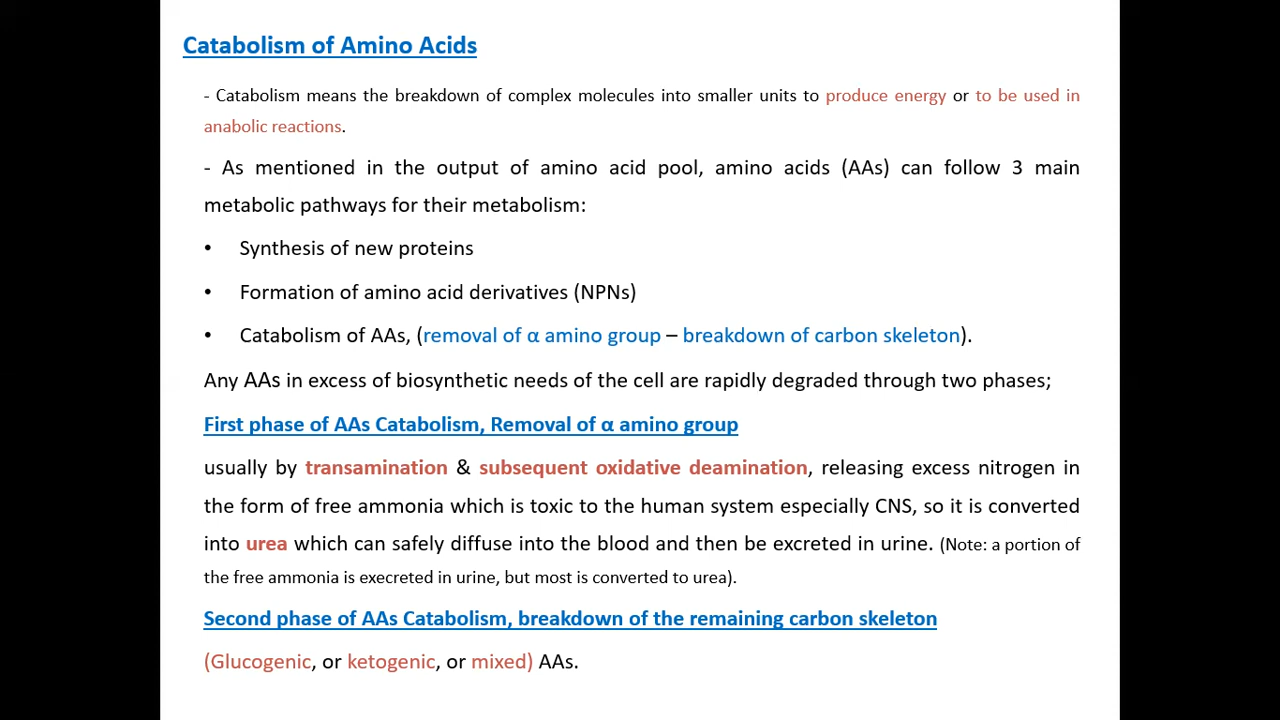 Catabolism of Amino Acids
- Catabolism means the breakdown of complex molecules into smaller units to produce energy or to be used in
anabolic reactions.
- As mentioned in the output of amino acid pool, amino acids (AAs) can follow 3 main
metabolic pathways for their metabolism:
• Synthesis of new proteins
• Formation of amino acid derivatives (NPNs)
• Catabolism of AAs, (removal of α amino group – breakdown of carbon skeleton).
Any AAs in excess of biosynthetic needs of the cell are rapidly degraded through two phases;
First phase of AAs Catabolism, Removal of α amino group
usually by transamination & subsequent oxidative deamination, releasing excess nitrogen in
the form of free ammonia which is toxic to the human system especially CNS, so it is converted
into urea which can safely diffuse into the blood and then be excreted in urine. (Note: a portion of
the free ammonia is execreted in urine, but most is converted to urea).
Second phase of AAs Catabolism, breakdown of the remaining carbon skeleton
(Glucogenic, or ketogenic, or mixed) AAs.